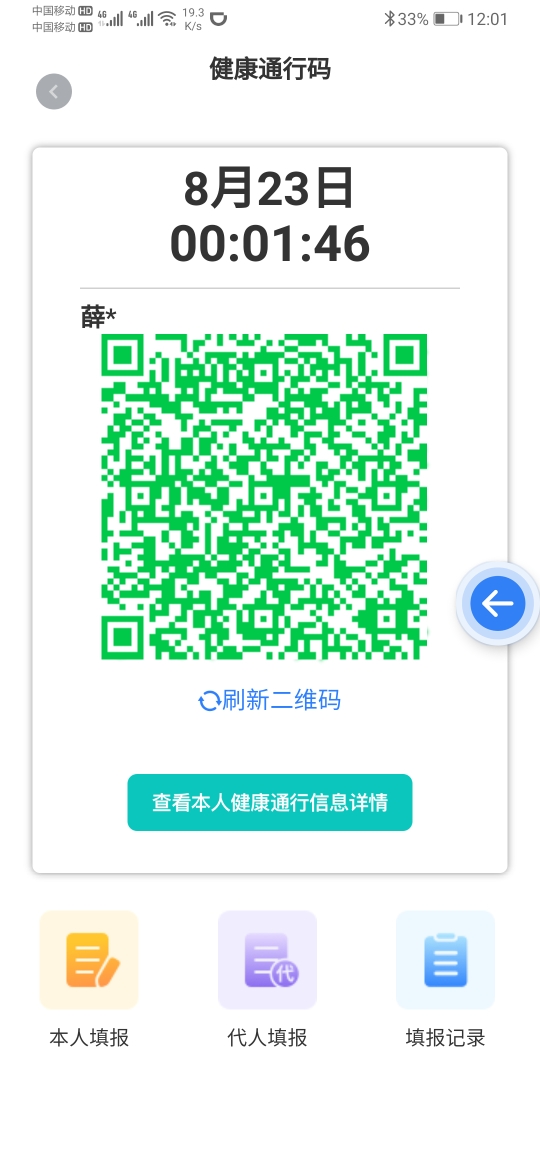 中国移动 HD 4G 4G 19.3 33% 12:01
中国移动 HD K/s
健康通行码
8月23日
00:01:46
薛*
刷新二维码
查看本人健康通行信息详情
代
本人填报 代人填报 填报记录